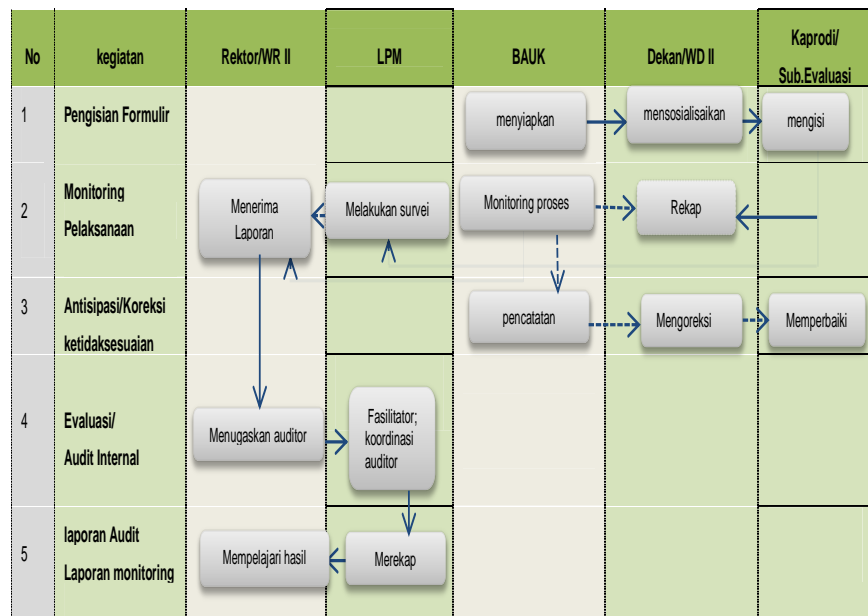 No
kegiatan
Rektor/WR II
LPM
BAUK
Dekan/WD II
Kaprodi/
Sub.Evaluasi
1
Pengisian Formulir
menyiapkan
mensosialisaikan
mengisi
2
Monitoring
Pelaksanaan
Menerima
Laporan
Melakukan survei
Monitoring proses
Rekap
3
Antisipasi/Koreksi
ketidaksesuaian
pencatatan
Mengoreksi
Memperbaiki
4
Evaluasi/
Audit Internal
Menugaskan auditor
Fasilitator;
koordinasi
auditor
5
laporan Audit
Laporan monitoring
Mempelajari hasil
Merekap